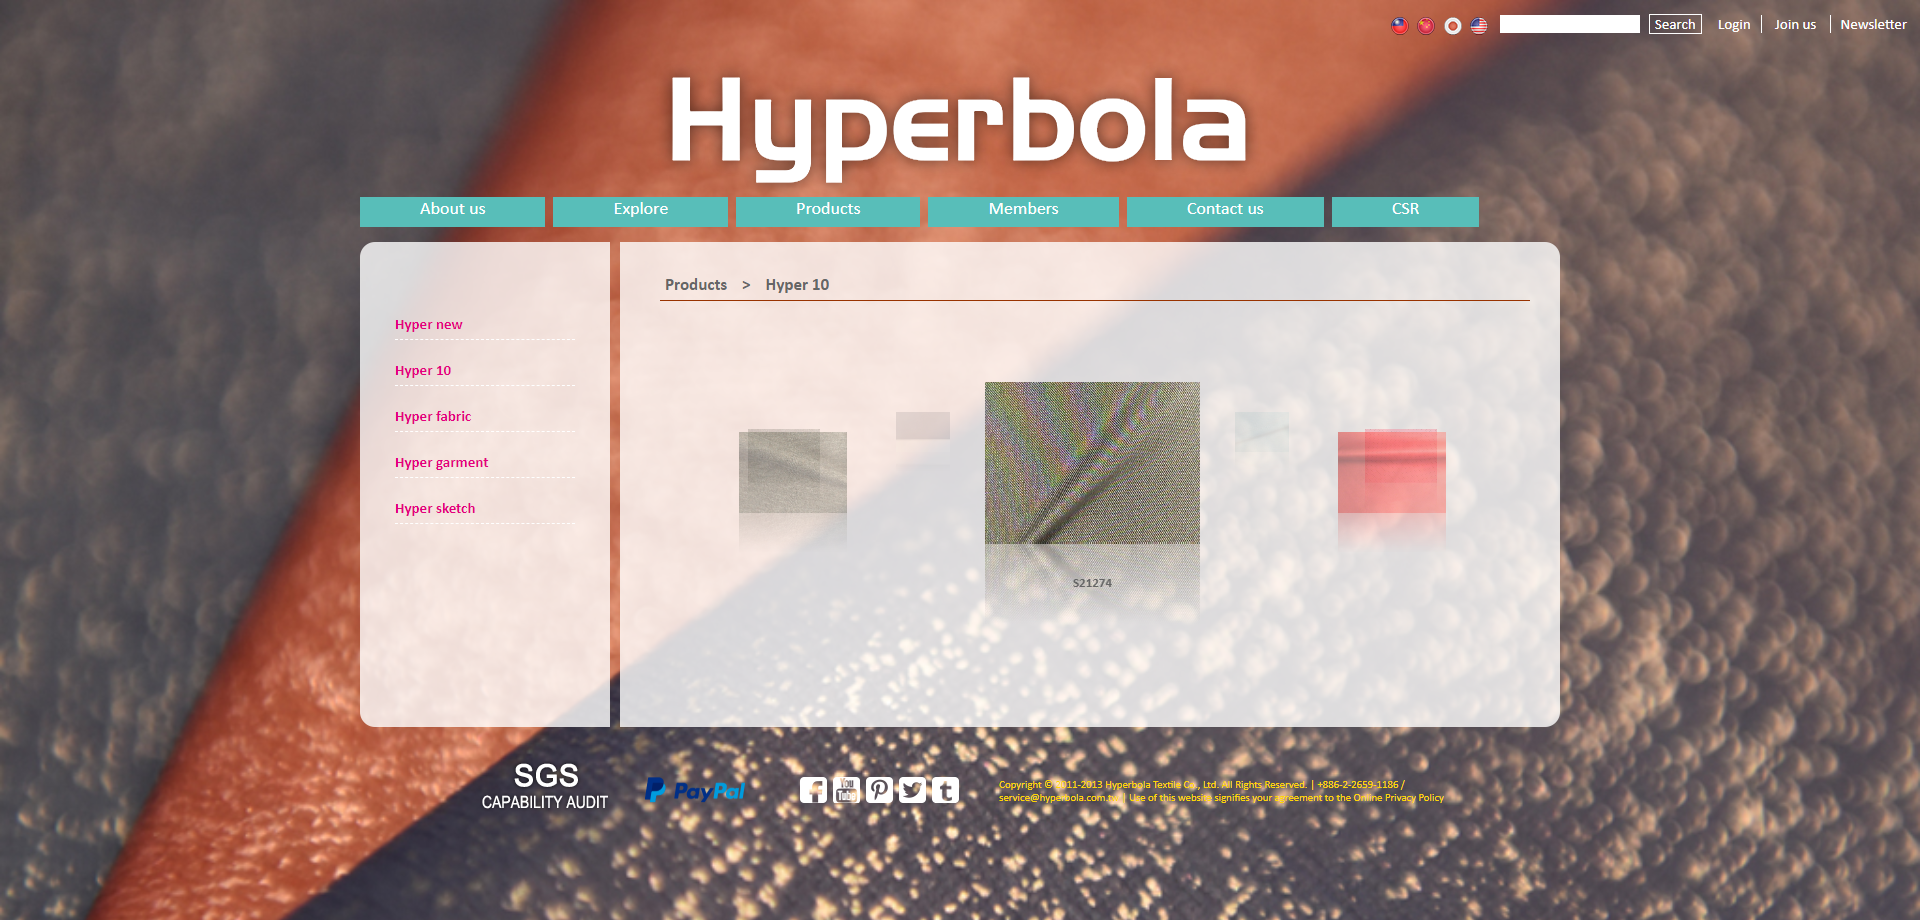 Search
Login
Join us
Newsletter
Hyperbola
About us
Explore
Products
Members
Contact us
CSR
Products > Hyper 10
Hyper new
Hyper 10
Hyper fabric
Hyper garment
Hyper sketch
S21274
SGS
CAPABILITY AUDIT
PayPal
You
Tube
Copyright © 2011-2013 Hyperbola Textile Co., Ltd. All Rights Reserved. | +886-2-2659-1186 /
service@hyperbola.com.tw | Use of this website signifies your agreement to the Online Privacy Policy